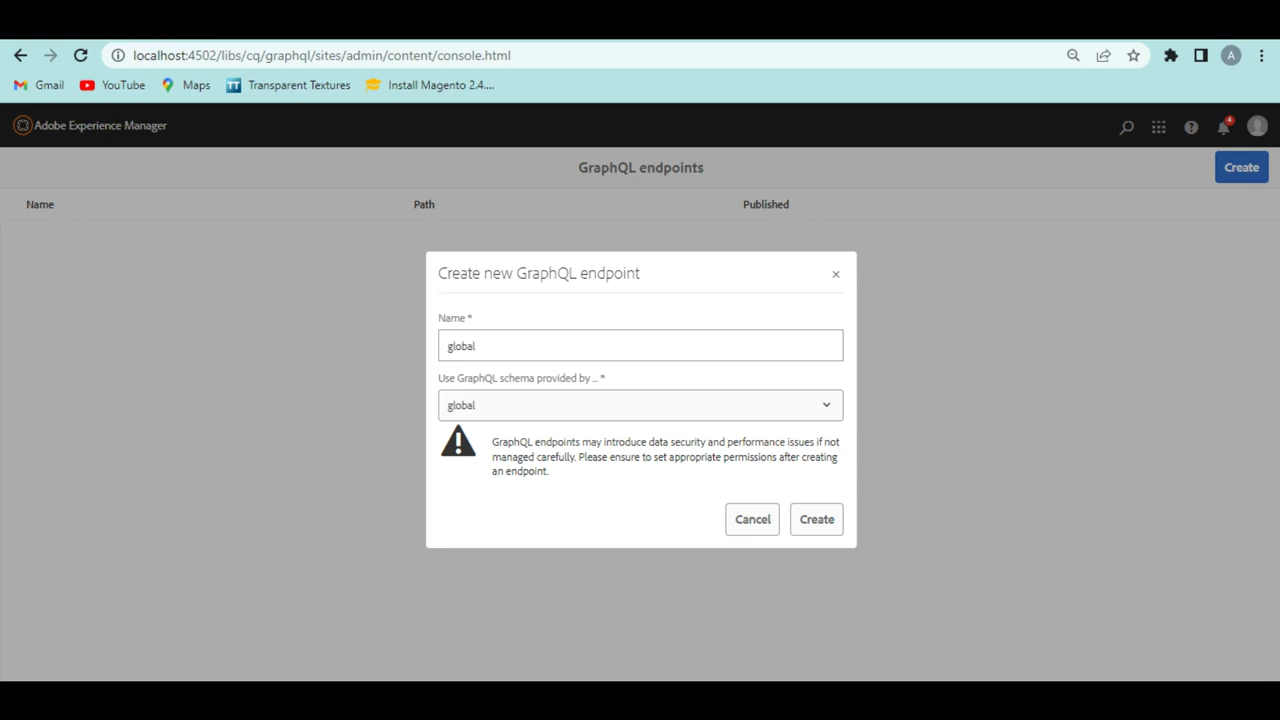 localhost:4502/libs/cq/graphql/sites/admin/content/console.html
A
Gmail
YouTube
Maps
TT
Transparent Textures
Install Magento 2.4....
Adobe Experience Manager
?
4
GraphQL endpoints
Create
Name
Path
Published
Create new GraphQL endpoint
×
Name *
global
Use GraphQL schema provided by ... *
global
GraphQL endpoints may introduce data security and performance issues if not
managed carefully. Please ensure to set appropriate permissions after creating
an endpoint.
Cancel
Create